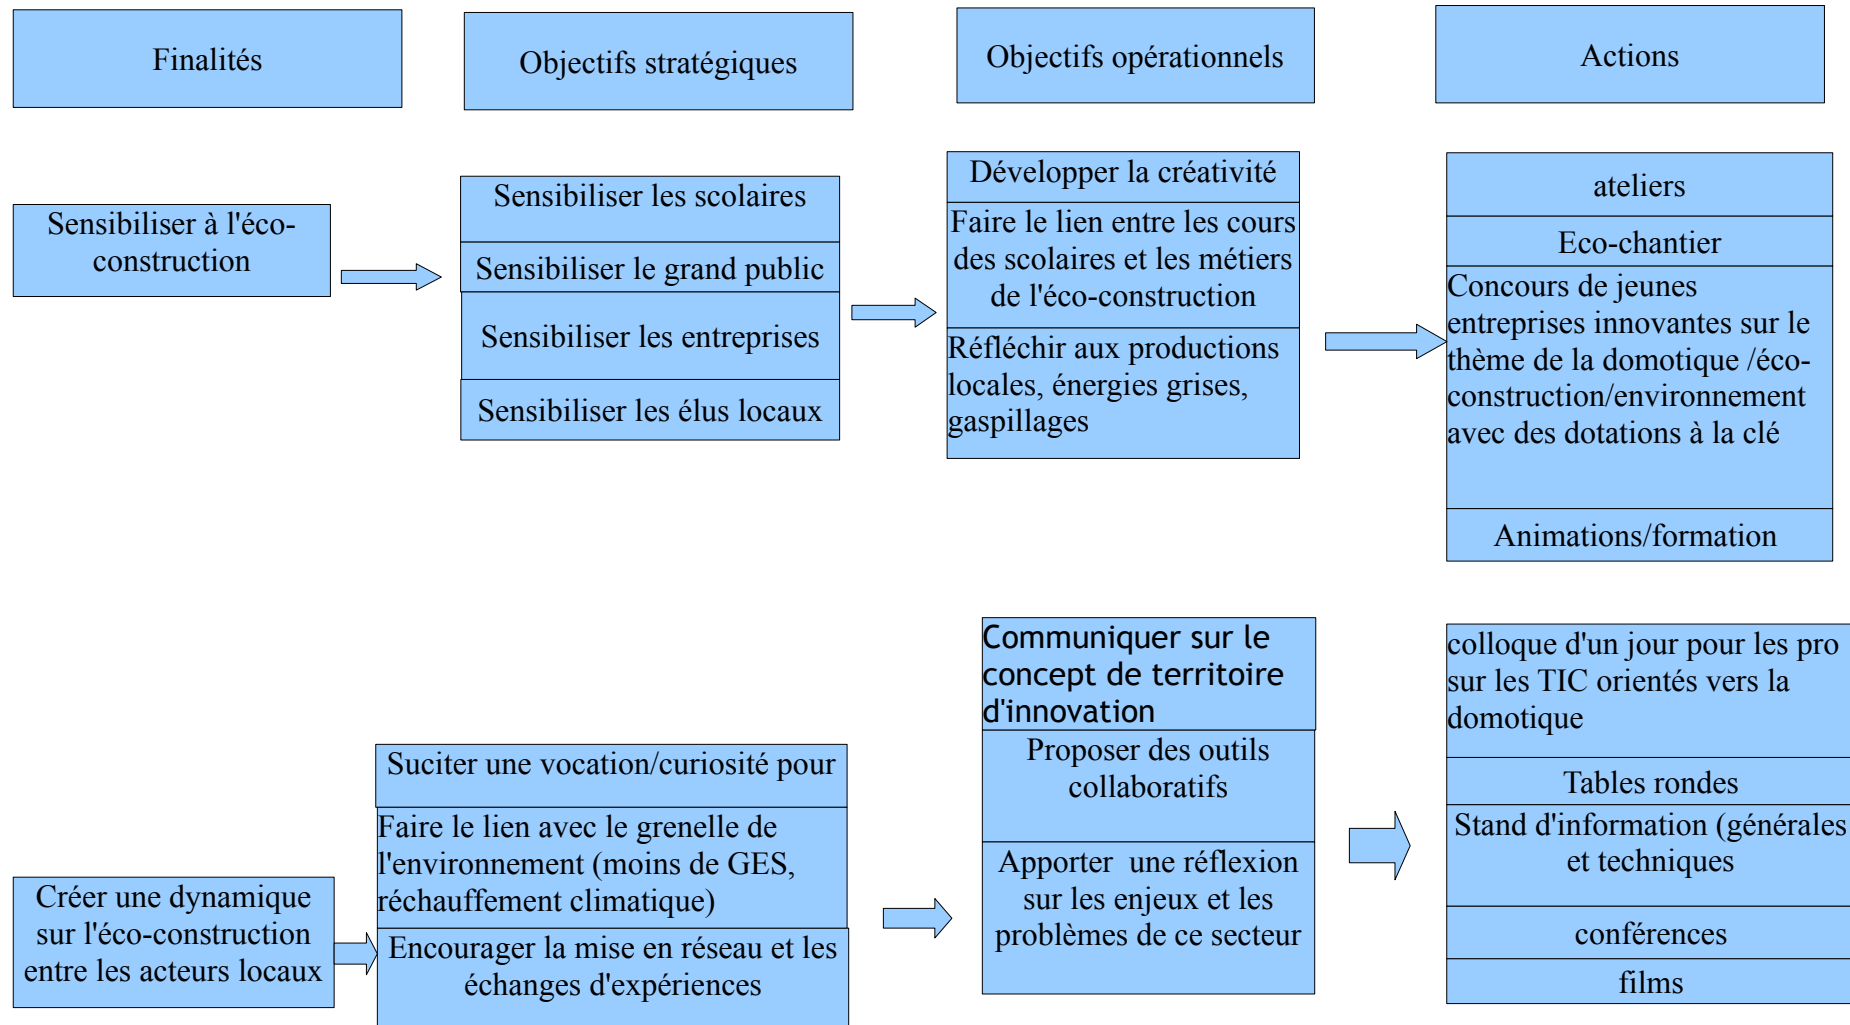 Finalités
Objectifs stratégiques
Objectifs opérationnels
Actions
Sensibiliser à l'éco-
construction
Sensibiliser les scolaires
Sensibiliser le grand public
Sensibiliser les entreprises
Sensibiliser les élus locaux
Développer la créativité
Faire le lien entre les cours
des scolaires et les métiers
de l'éco-construction
Réfléchir aux productions
locales, énergies grises,
gaspillages
ateliers
Eco-chantier
Concours de jeunes
entreprises innovantes sur le
thème de la domotique /éco-
construction/environnement
avec des dotations à la clé
Animations/formation
Créer une dynamique
sur l'éco-construction
entre les acteurs locaux
Suciter une vocation/curiosité pour
Faire le lien avec le grenelle de
l'environnement (moins de GES,
réchauffement climatique)
Encourager la mise en réseau et les
échanges d'expériences
Communiquer sur le
concept de territoire
d'innovation
Proposer des outils
collaboratifs
Apporter  une réflexion
sur les enjeux et les
problèmes de ce secteur
colloque d'un jour pour les pro
sur les TIC orientés vers la
domotique
Tables rondes
Stand d'information (générales
et techniques
conférences
films